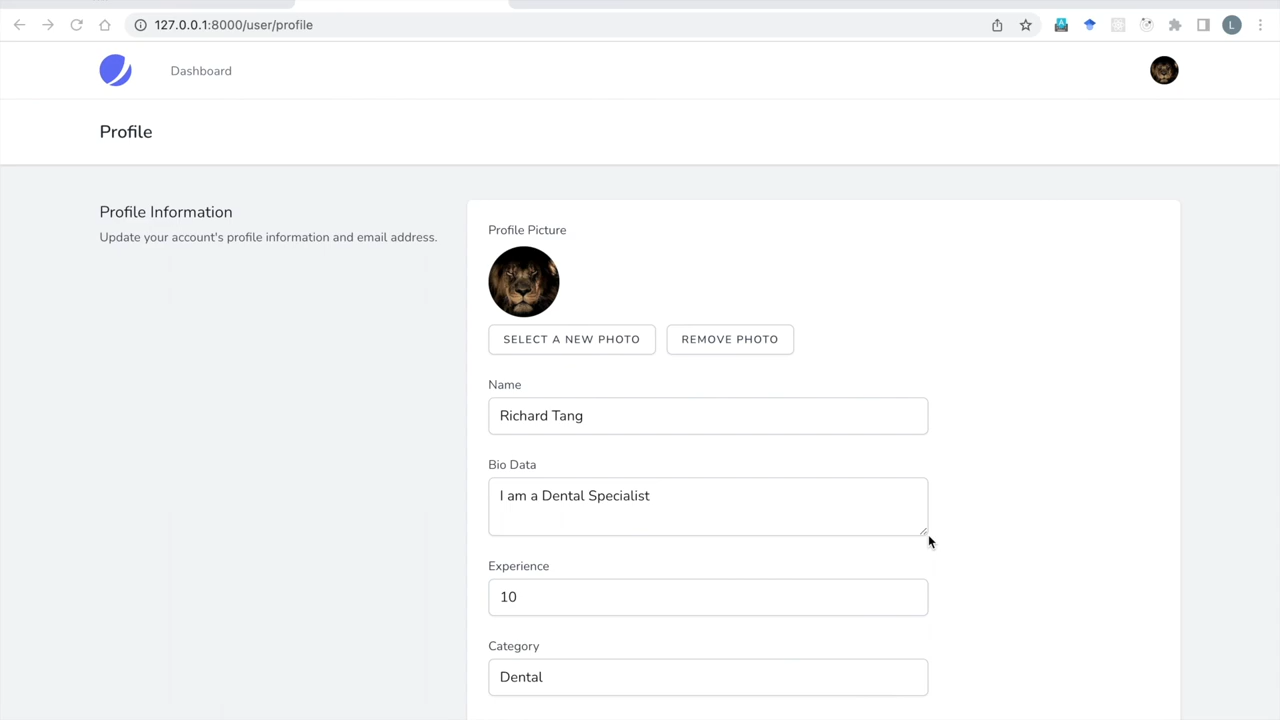 127.0.0.1:8000/user/profile
L
Dashboard
Profile
Profile Information
Update your account's profile information and email address.
Profile Picture
SELECT A NEW PHOTO
REMOVE PHOTO
Name
Richard Tang
Bio Data
I am a Dental Specialist
Experience
10
Category
Dental